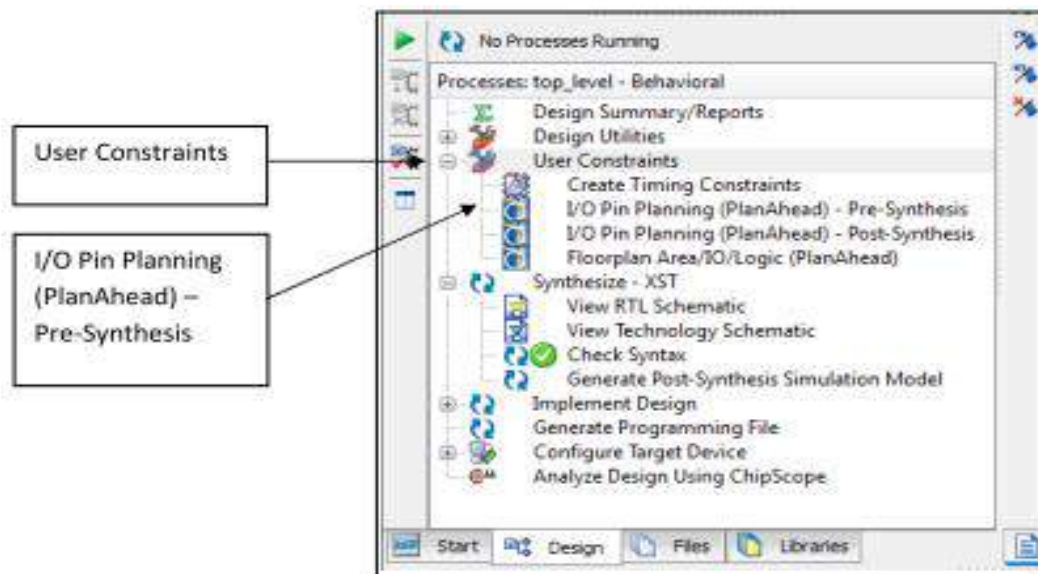 User Constraints
I/O Pin Planning
(PlanAhead) –
Pre-Synthesis
No Processes Running
Processes: top_level - Behavioral
Design Summary/Reports
Design Utilities
User Constraints
Create Timing Constraints
I/O Pin Planning (PlanAhead) - Pre-Synthesis
I/O Pin Planning (PlanAhead) - Post-Synthesis
Floorplan Area/IO/Logic (PlanAhead)
Synthesize - XST
View RTL Schematic
View Technology Schematic
Check Syntax
Generate Post-Synthesis Simulation Model
Implement Design
Generate Programming File
Configure Target Device
Analyze Design Using ChipScope
Start Design Files Libraries